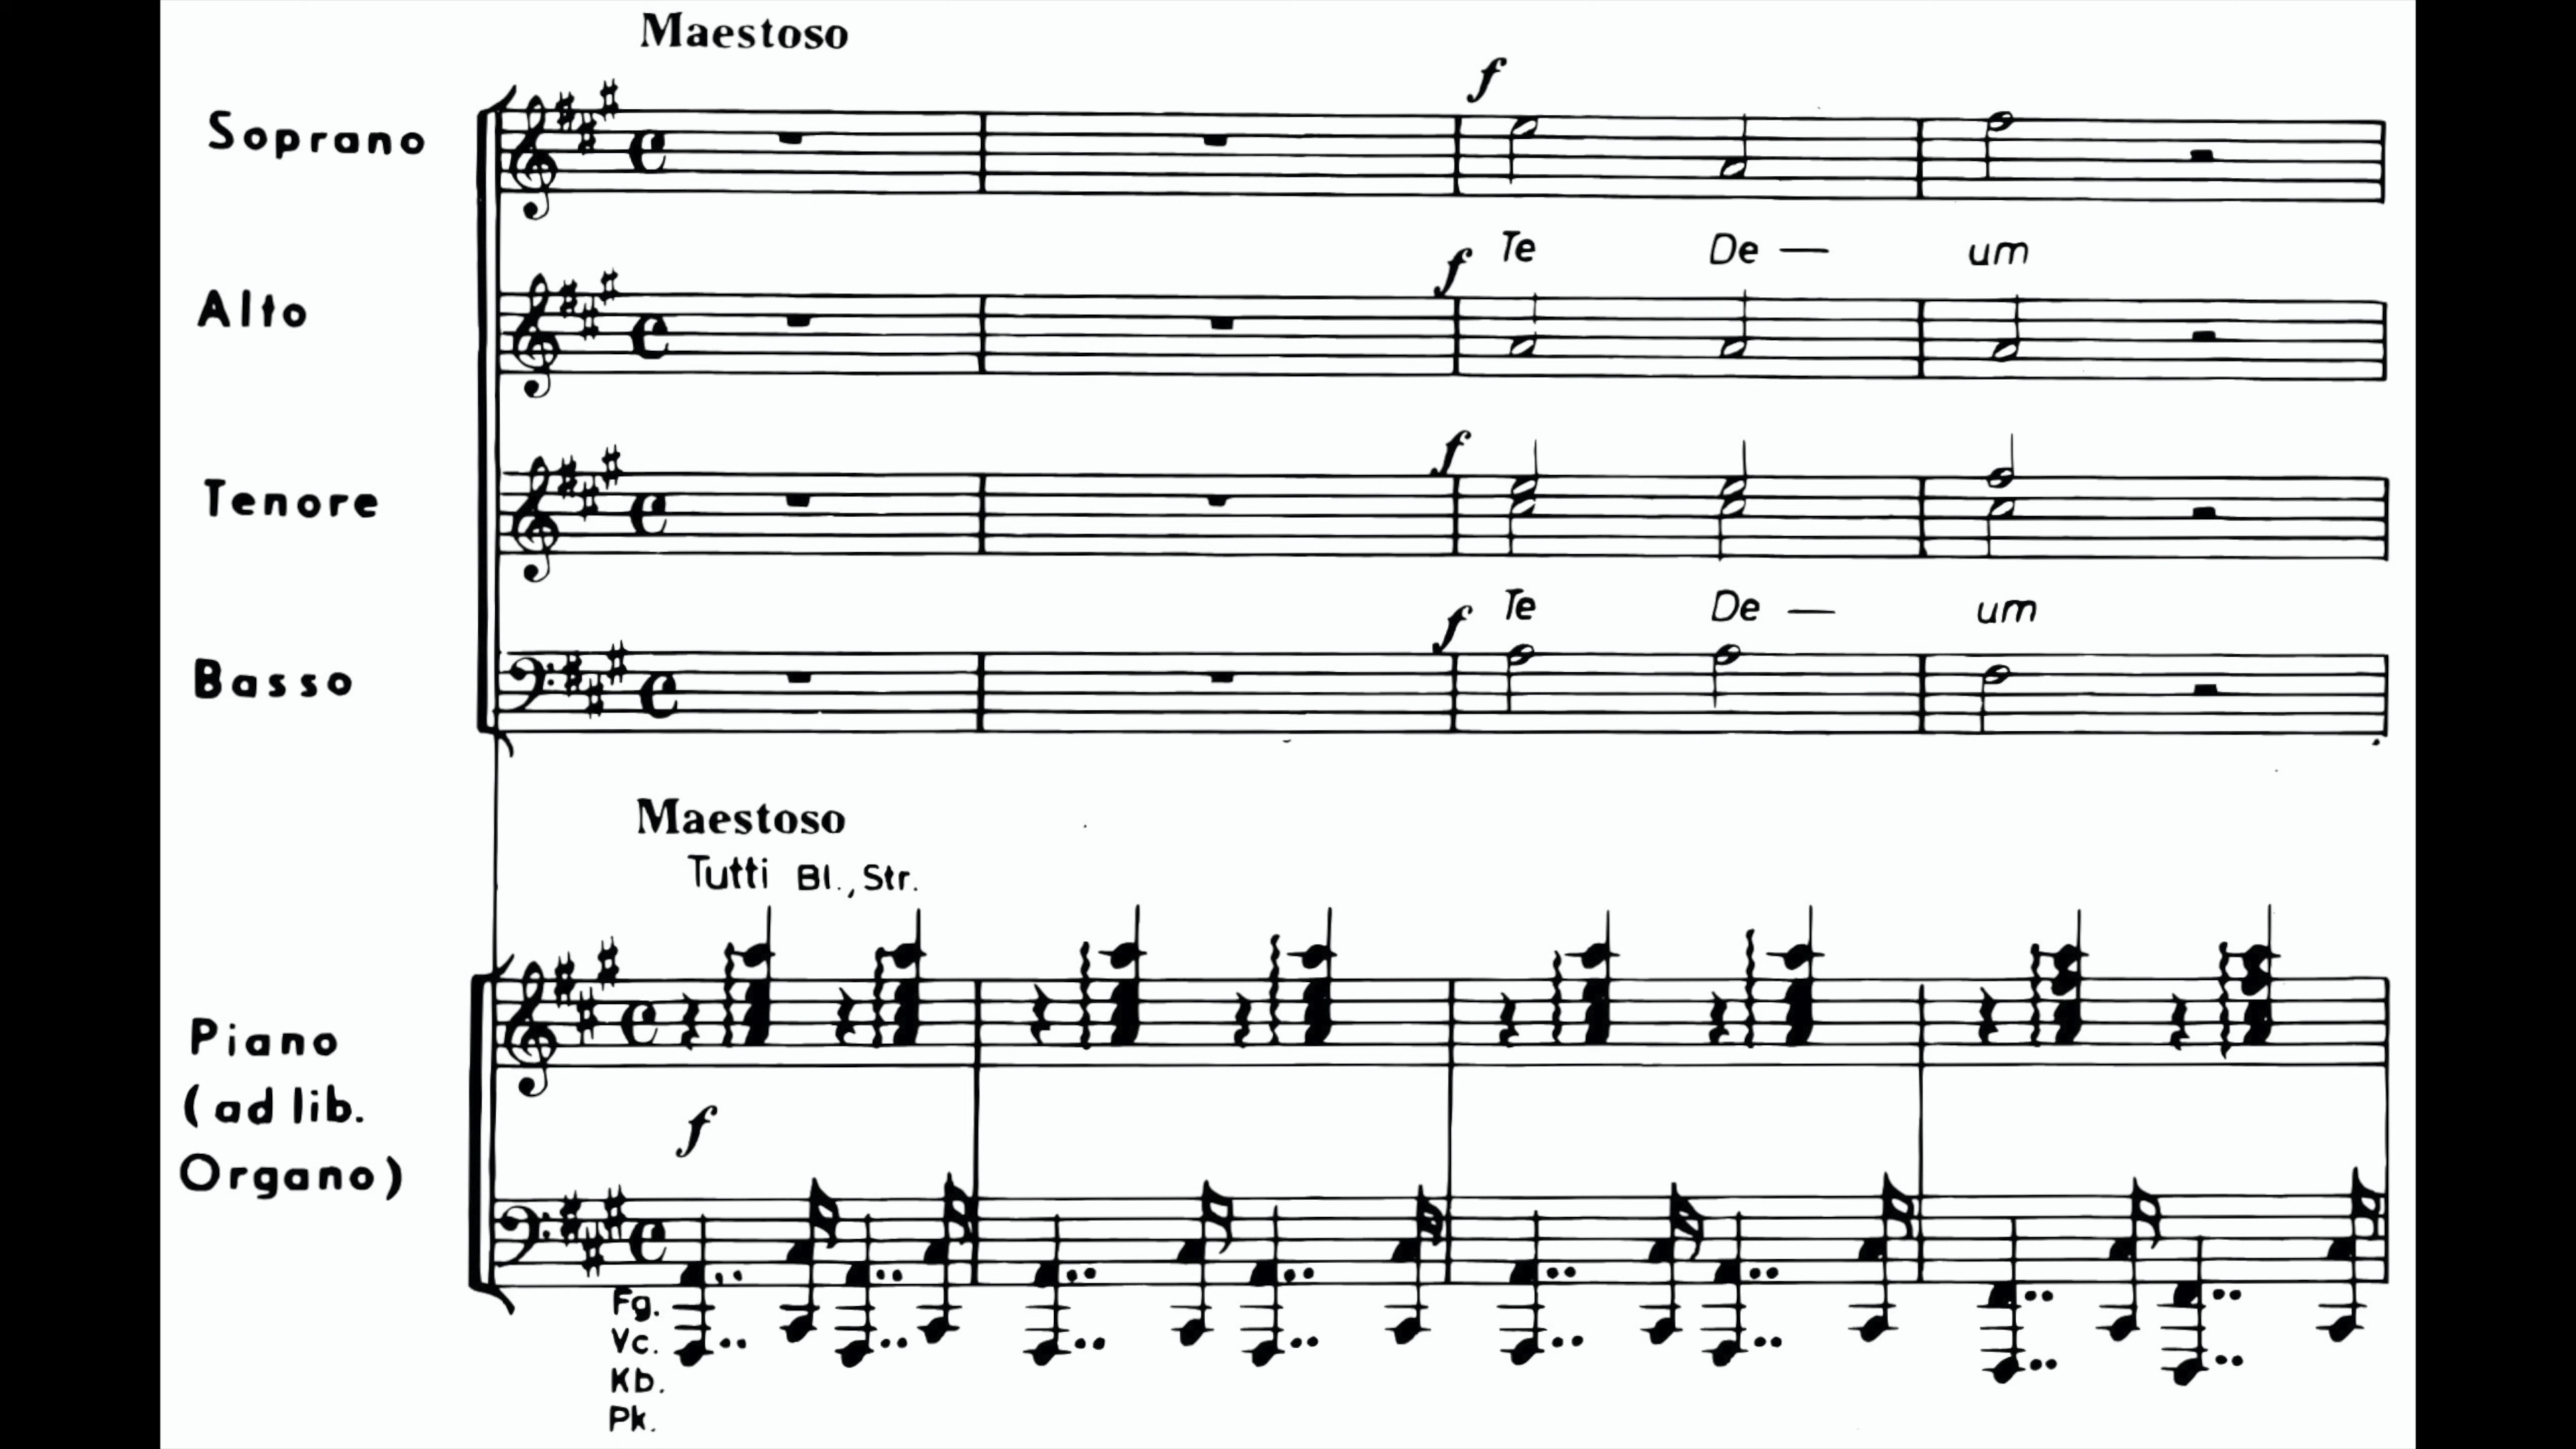 Maestoso
f
Soprano
Te De — um
f
Alto
f
Tenore
Te De — um
f
Basso
Maestoso
Tutti Bl., Str.
Piano
(ad lib.
Organo)
f
Fg.
Vc.
Kb.
Pk.